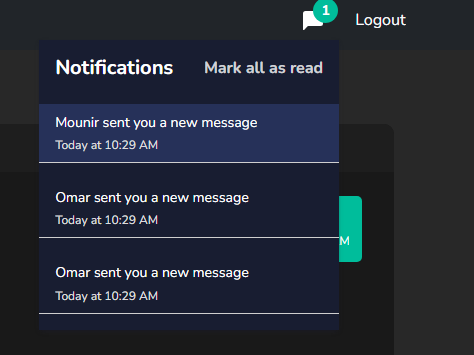 1
Logout
Notifications
Mark all as read
Mounir sent you a new message
Today at 10:29 AM
Omar sent you a new message
Today at 10:29 AM
M
Omar sent you a new message
Today at 10:29 AM